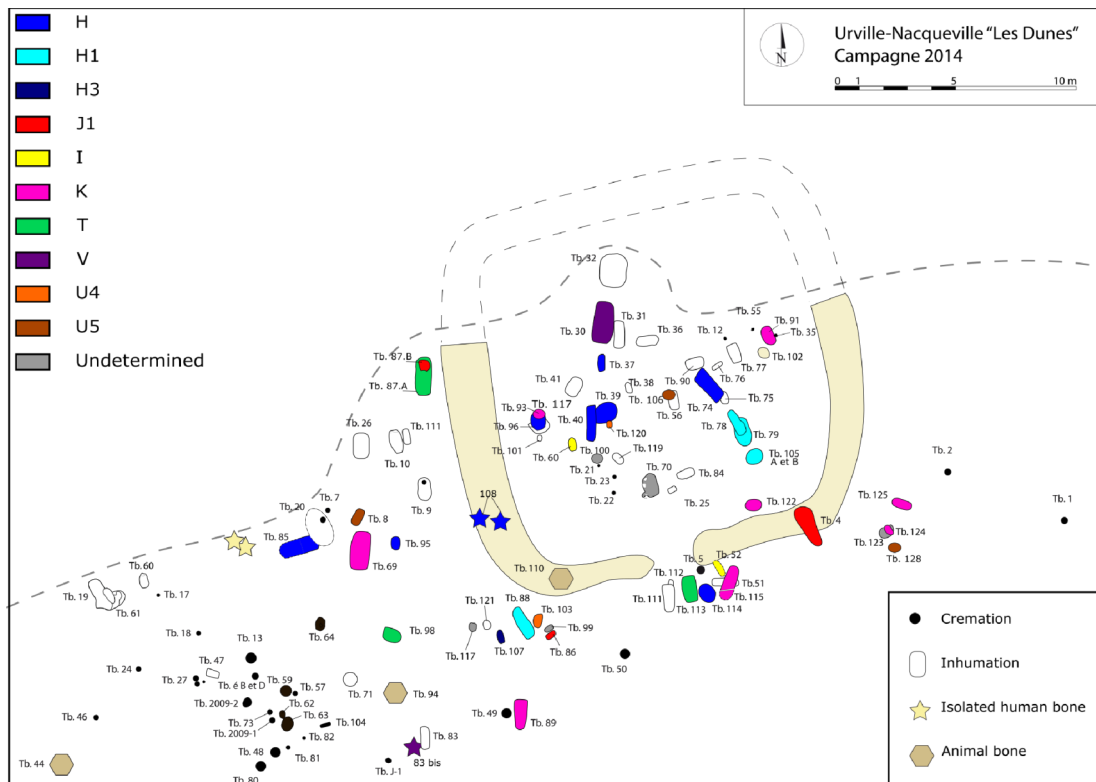 H
H1
H3
J1
I
K
T
V
U4
U5
Undetermined
N
Urville-Nacqueville "Les Dunes"
Campagne 2014
0 1 5 10 m
Tb. 32
Tb. 31
Tb. 30
Tb. 36
Tb. 12
Tb. 55
Tb. 91
Tb. 35
Tb. 102
Tb. 77
Tb. 76
Tb. 90
Tb. 37
Tb. 87.B
Tb. 87.A
Tb. 41
Tb. 38
Tb. 106
Tb. 56
Tb. 74
Tb. 75
Tb. 39
Tb. 93
Tb. 117
Tb. 40
Tb. 96
Tb. 120
Tb. 78
Tb. 79
Tb. 26
Tb. 111
Tb. 10
Tb. 101
Tb. 60
Tb. 100
Tb. 119
Tb. 105
A et B
Tb. 21
Tb. 23
Tb. 22
Tb. 70
Tb. 84
Tb. 25
Tb. 2
Tb. 1
Tb. 9
Tb. 7
Tb. 20
Tb. 8
108
Tb. 122
Tb. 125
Tb. 4
Tb. 124
Tb. 123
Tb. 128
Tb. 85
Tb. 69
Tb. 95
Tb. 110
Tb. 5
Tb. 52
Tb. 112
Tb. 51
Tb. 111
Tb. 113
Tb. 114
Tb. 115
Tb. 60
Tb. 19
Tb. 61
Tb. 17
Tb. 18
Tb. 64
Tb. 98
Tb. 121
Tb. 88
Tb. 103
Tb. 117
Tb. 107
Tb. 99
Tb. 86
Tb. 50
Tb. 13
Tb. 24
Tb. 47
Tb. 27
Tb. é B et D
Tb. 59
Tb. 57
Tb. 71
Tb. 94
Tb. 2009-2
Tb. 62
Tb. 63
Tb. 46
Tb. 73
Tb. 2009-1
Tb. 104
Tb. 82
Tb. 49
Tb. 89
Tb. 83
Tb. 48
Tb. 81
Tb. 44
Tb. 80
Tb. J-1
83 bis
Cremation
Inhumation
Isolated human bone
Animal bone